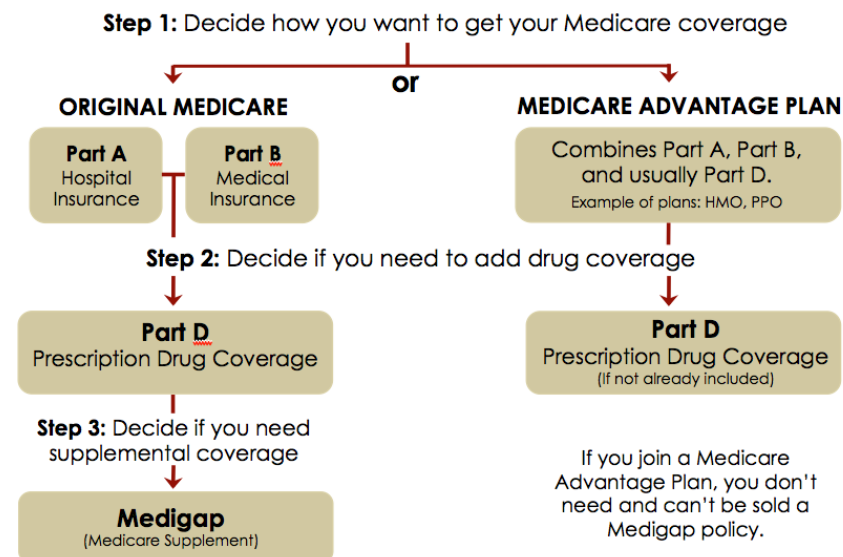 Step 1: Decide how you want to get your Medicare coverage
or
ORIGINAL MEDICARE
MEDICARE ADVANTAGE PLAN
Part A
Hospital
Insurance
Part B
Medical
Insurance
Combines Part A, Part B,
and usually Part D.
Example of plans: HMO, PPO
Step 2: Decide if you need to add drug coverage
Part D
Prescription Drug Coverage
Part D
Prescription Drug Coverage
(If not already included)
Step 3: Decide if you need
supplemental coverage
Medigap
(Medicare Supplement)
If you join a Medicare
Advantage Plan, you don't
need and can't be sold a
Medigap policy.